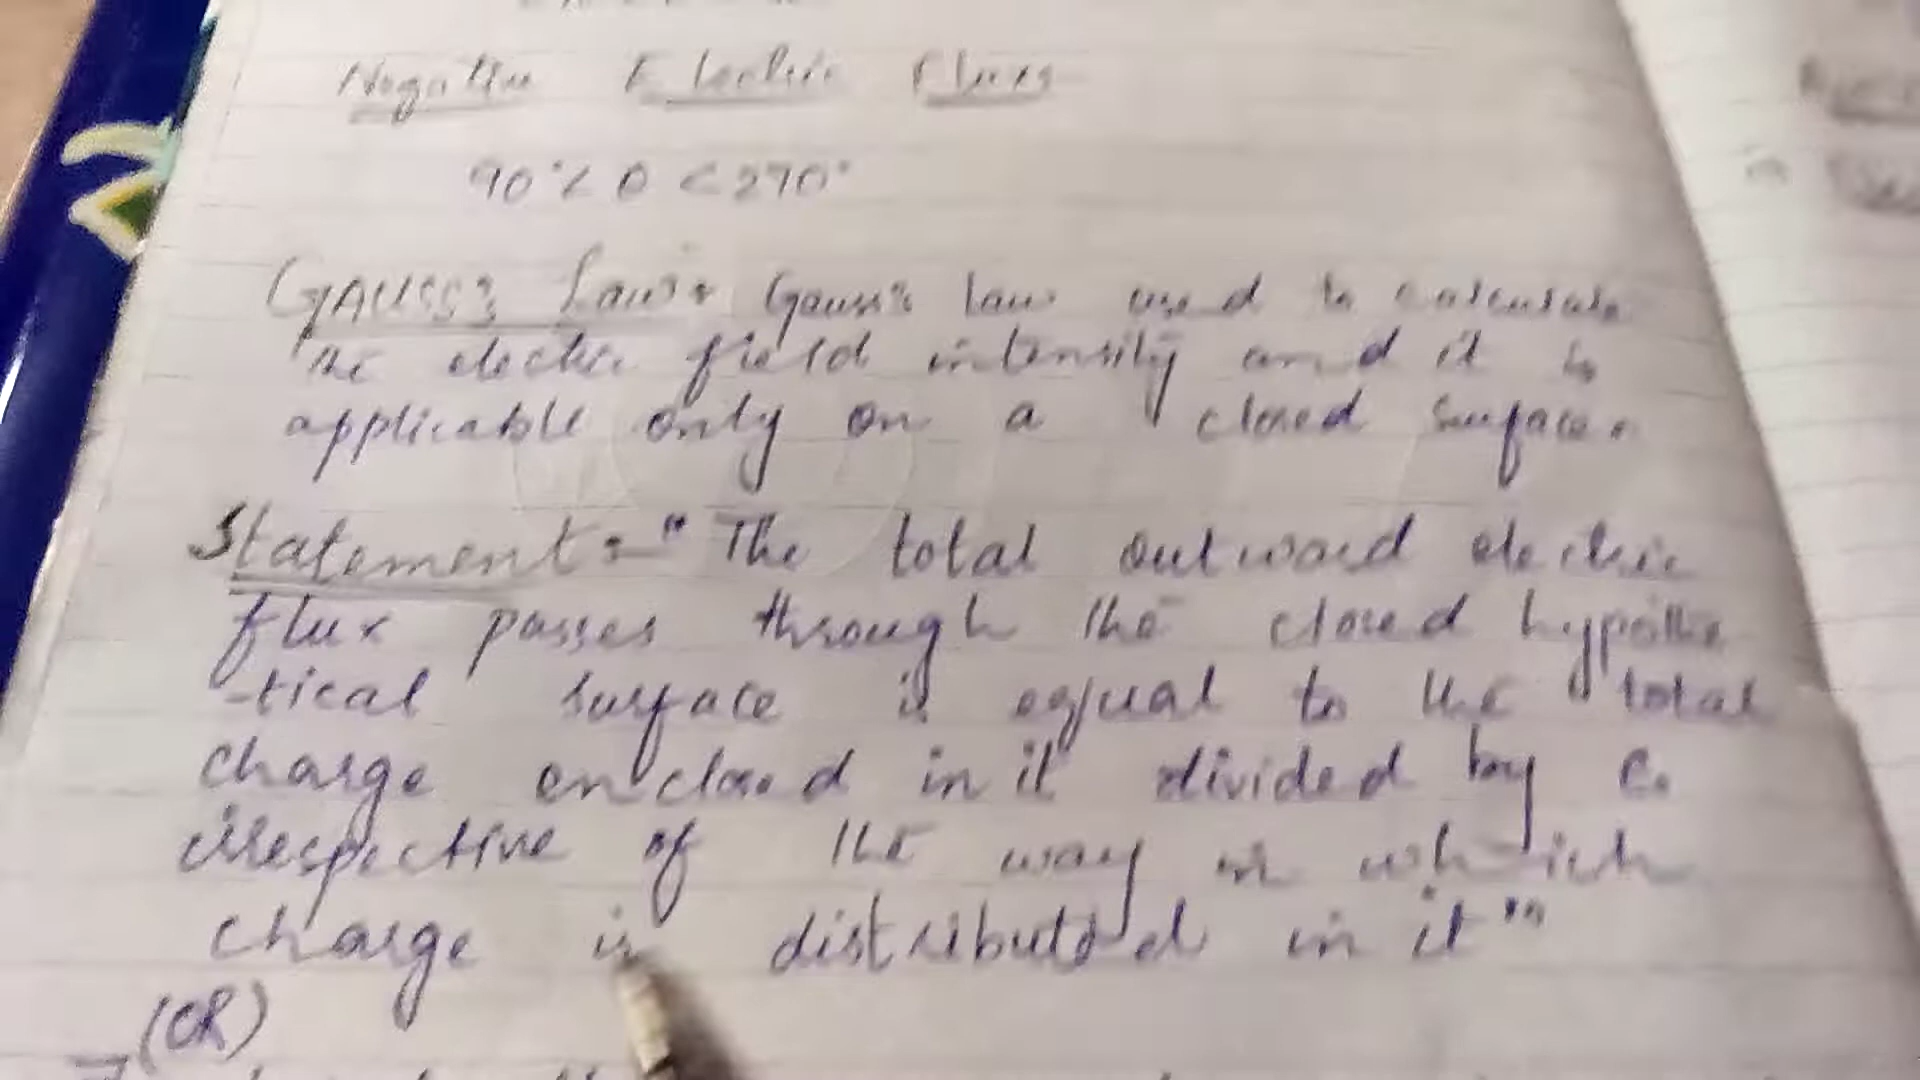 Negative Electric Flux
90° < θ < 270°
GAUSS's Law: Gauss's law used to calculate
the electric field intensity and it is
applicable only on a closed surface.
Statement:- " The total outward electric
flux passes through the closed hypothe
-tical surface is equal to the total
charge enclosed in it divided by ε₀
irrespective of the way in which
charge is distributed in it "
(OR)